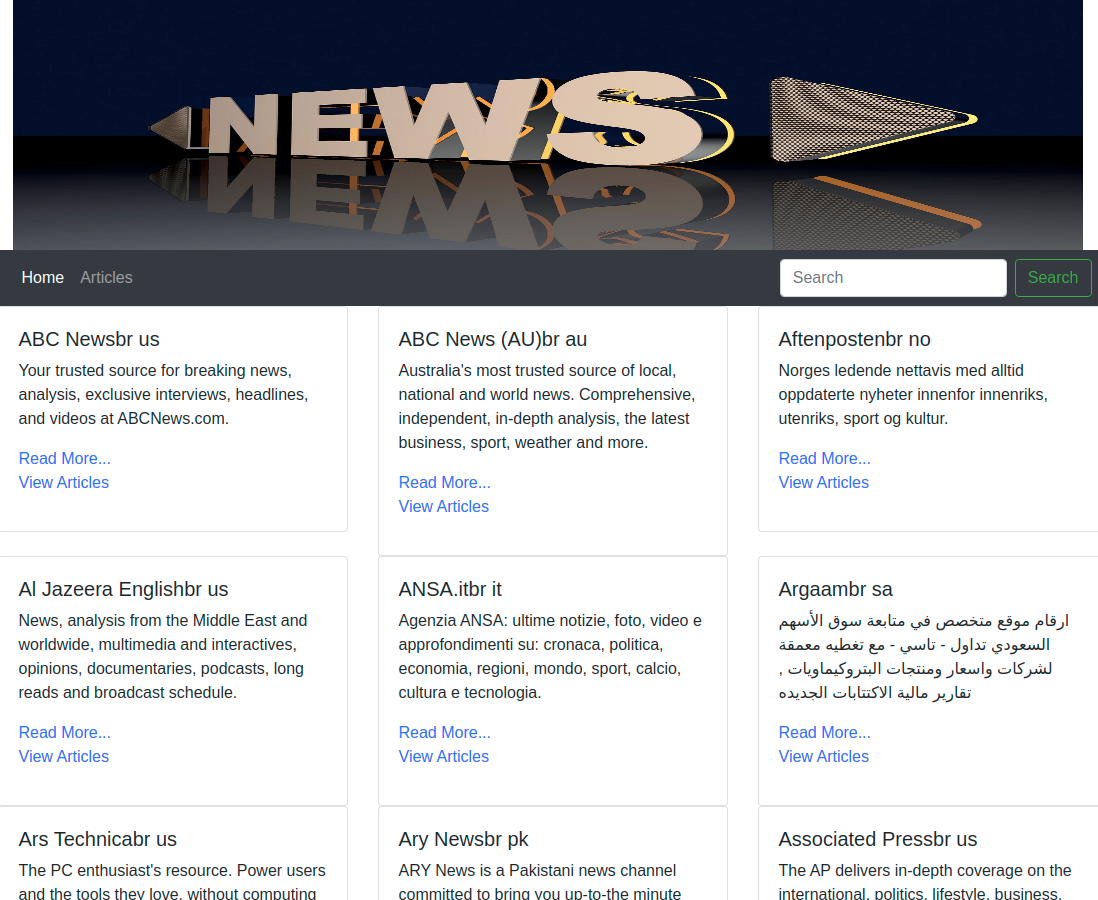 NEWS
Home Articles Search Search
ABC Newsbr us
Your trusted source for breaking news,
analysis, exclusive interviews, headlines,
and videos at ABCNews.com.
Read More...
View Articles
ABC News (AU)br au
Australia's most trusted source of local,
national and world news. Comprehensive,
independent, in-depth analysis, the latest
business, sport, weather and more.
Read More...
View Articles
Aftenpostenbr no
Norges ledende nettavis med alltid
oppdaterte nyheter innenfor innenriks,
utenriks, sport og kultur.
Read More...
View Articles
Al Jazeera Englishbr us
News, analysis from the Middle East and
worldwide, multimedia and interactives,
opinions, documentaries, podcasts, long
reads and broadcast schedule.
Read More...
View Articles
ANSA.itbr it
Agenzia ANSA: ultime notizie, foto, video e
approfondimenti su: cronaca, politica,
economia, regioni, mondo, sport, calcio,
cultura e tecnologia.
Read More...
View Articles
Argaambr sa
ارقام موقع متخصص في متابعة سوق الأسهم
السعودي تداول - تاسي - مع تغطيه معمقة
لشركات واسعار ومنتجات البتروكيماويات ,
تقارير مالية الاكتتابات الجديده
Read More...
View Articles
Ars Technicabr us
The PC enthusiast's resource. Power users
and the tools they love, without computing
Ary Newsbr pk
ARY News is a Pakistani news channel
committed to bring you up-to-the minute
Associated Pressbr us
The AP delivers in-depth coverage on the
international, politics, lifestyle, business,